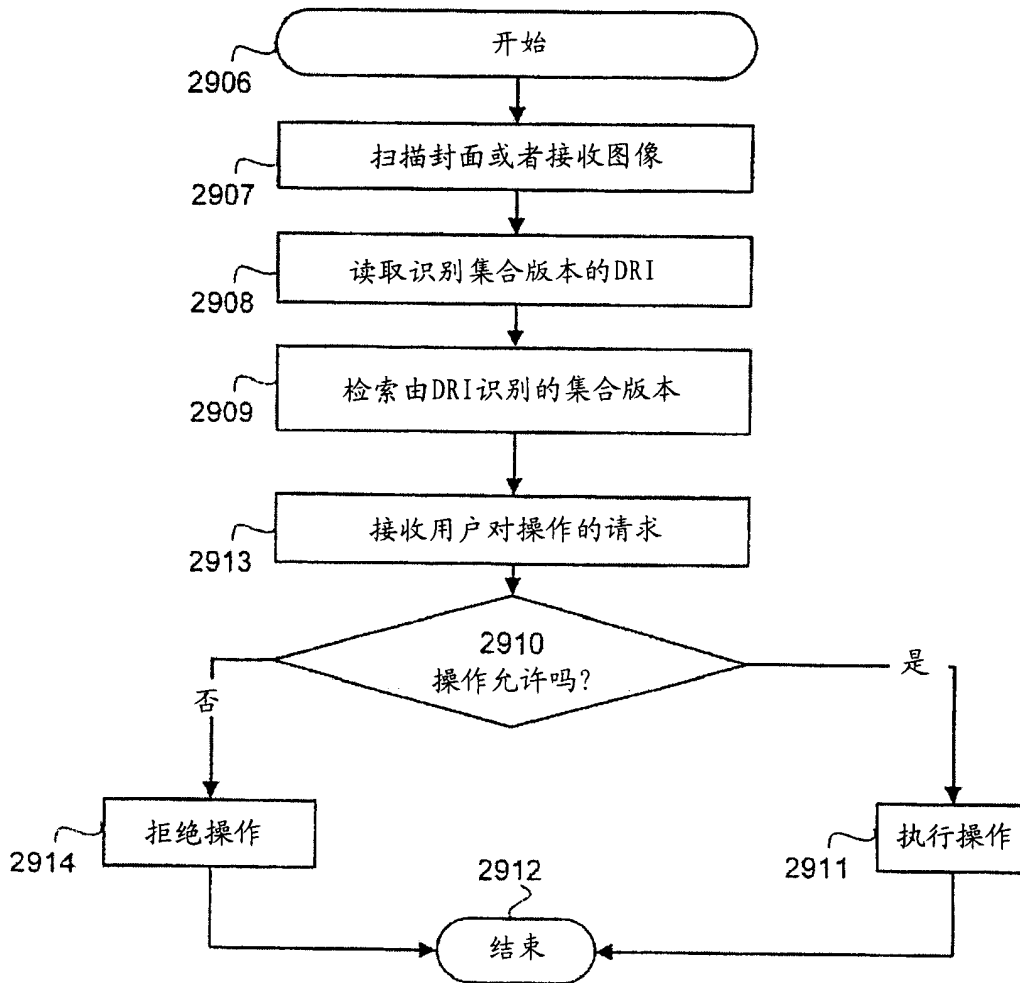 开始
2906
扫描封面或者接收图像
2907
读取识别集合版本的DRI
2908
检索由DRI识别的集合版本
2909
接收用户对操作的请求
2913
2910
操作允许吗?
否
是
拒绝操作
2914
执行操作
2911
2912
结束